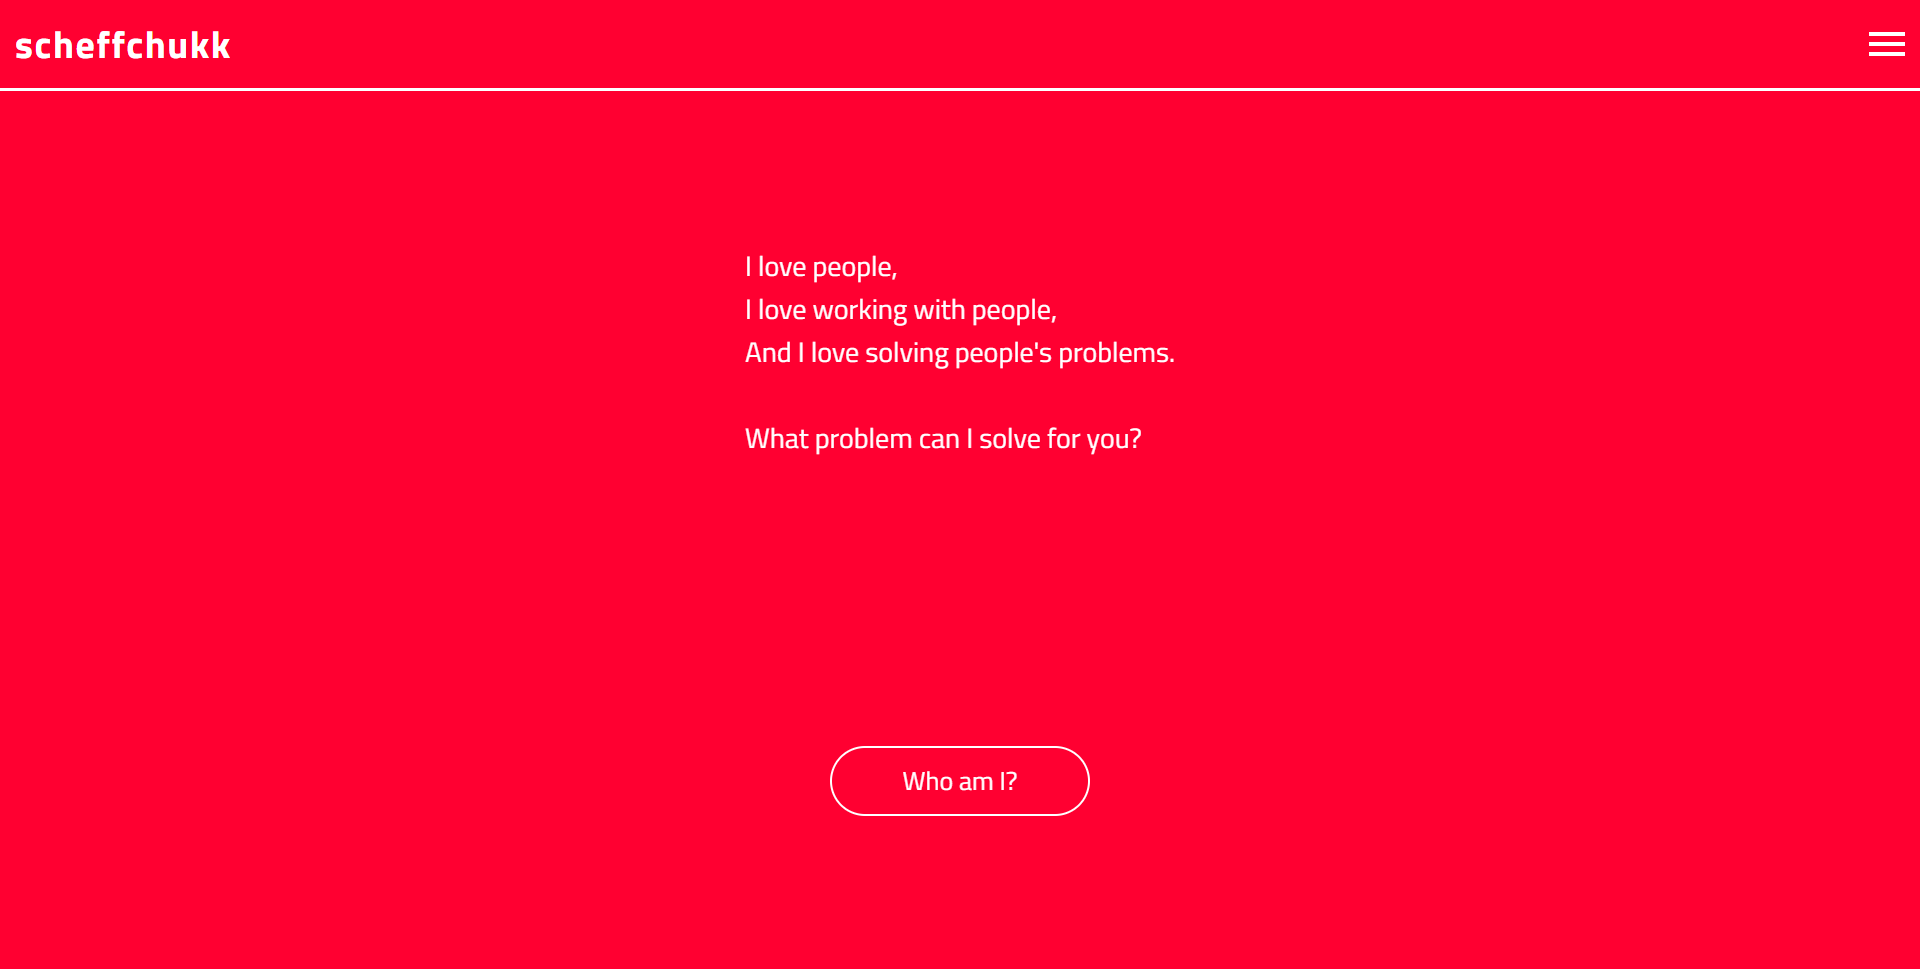 scheffchukk
I love people,
I love working with people,
And I love solving people's problems.
What problem can I solve for you?
Who am I?